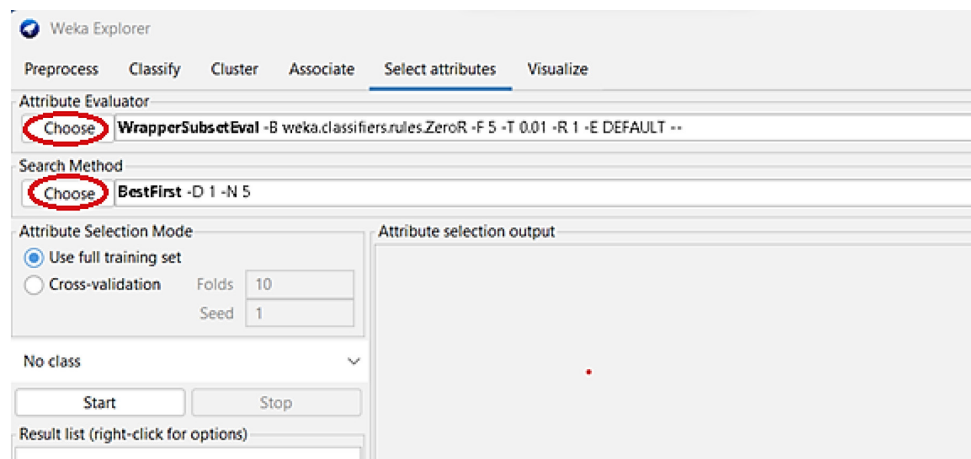 Weka Explorer
Preprocess Classify Cluster Associate Select attributes Visualize
Attribute Evaluator
Choose WrapperSubsetEval -B weka.classifiers.rules.ZeroR -F 5 -T 0.01 -R 1 -E DEFAULT --
Search Method
Choose BestFirst -D 1 -N 5
Attribute Selection Mode
Use full training set
Cross-validation Folds 10
Seed 1
Attribute selection output
No class
Start Stop
Result list (right-click for options)